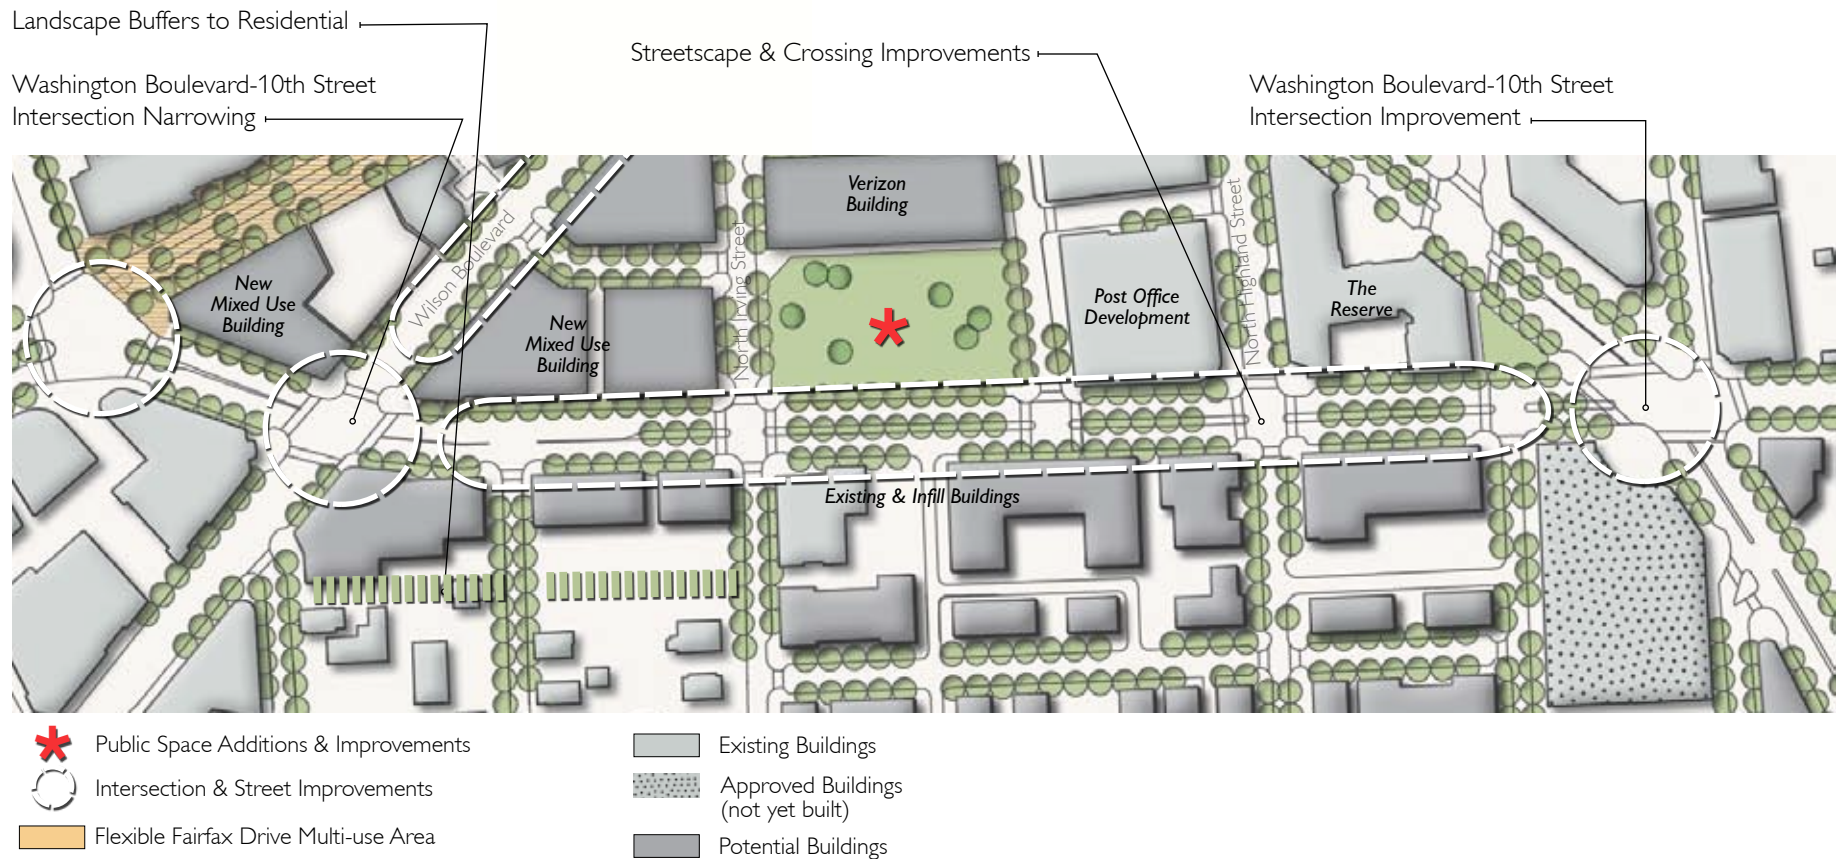 Landscape Buffers to Residential
Streetscape & Crossing Improvements
Washington Boulevard-10th Street
Intersection Narrowing
Washington Boulevard-10th Street
Intersection Improvement
Verizon
Building
Wilson Boulevard
North Irving Street
North Highland Street
New
Mixed Use
Building
New
Mixed Use
Building
Post Office
Development
The
Reserve
Existing & Infill Buildings
Public Space Additions & Improvements
Intersection & Street Improvements
Flexible Fairfax Drive Multi-use Area
Existing Buildings
Approved Buildings
(not yet built)
Potential Buildings